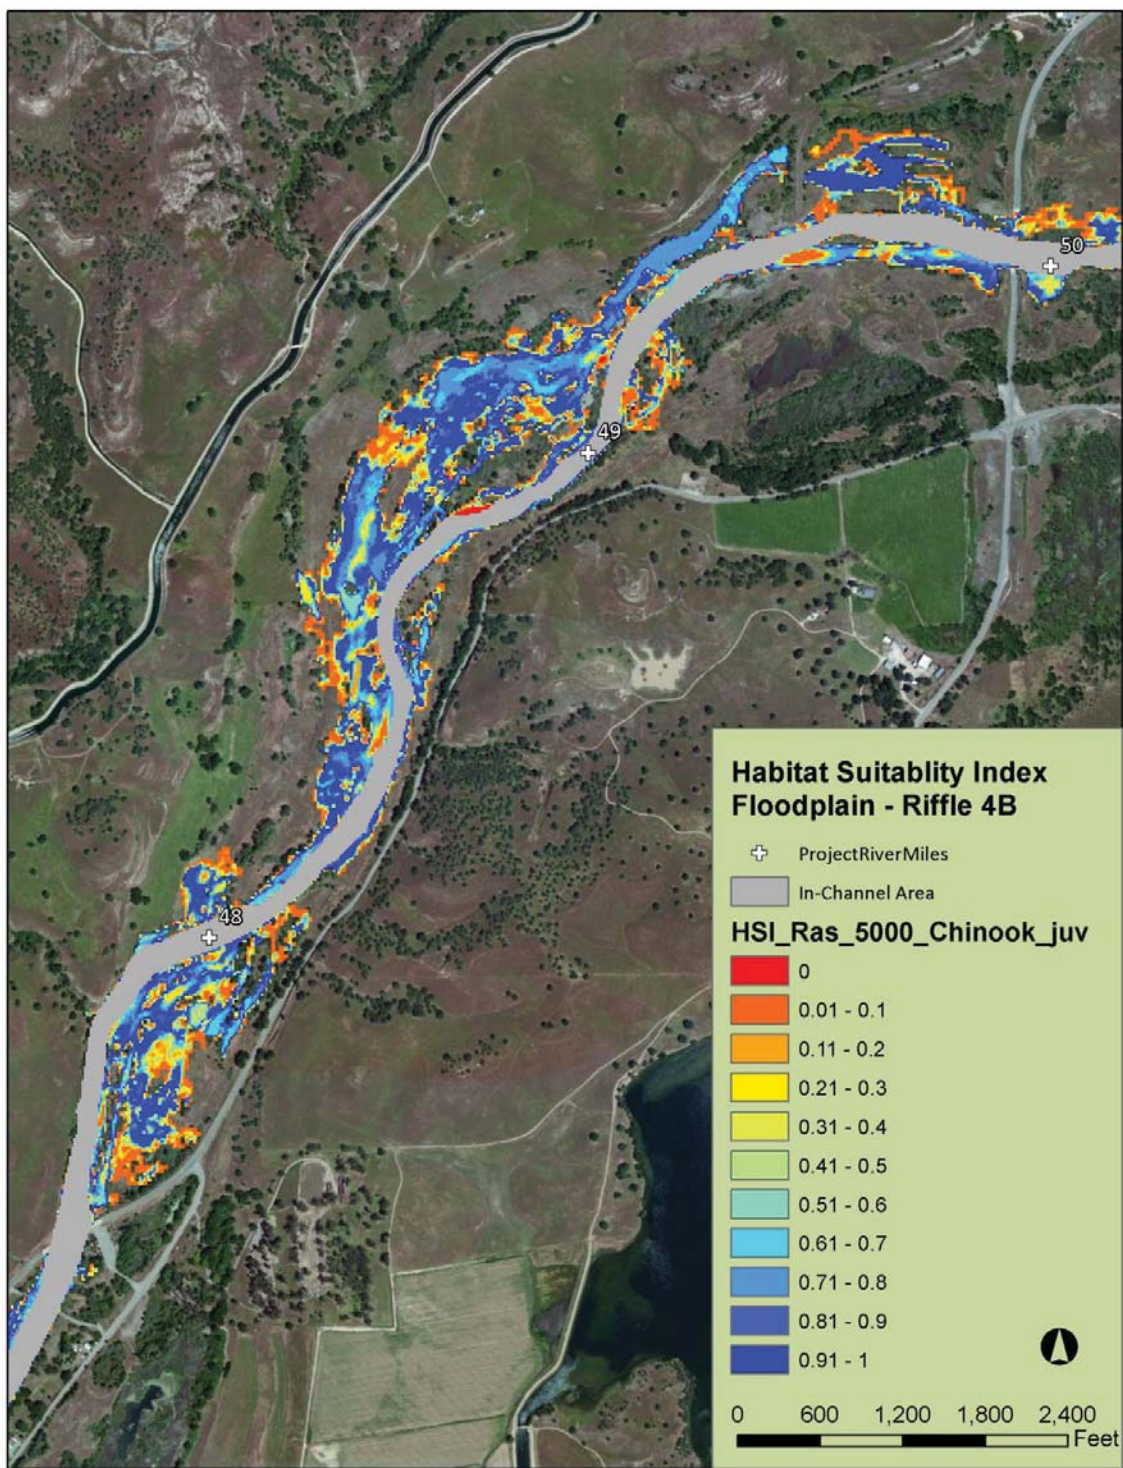 50
49
48
Habitat Suitablity Index
Floodplain - Riffle 4B
ProjectRiverMiles
In-Channel Area
HSI_Ras_5000_Chinook_juv
0
0.01 - 0.1
0.11 - 0.2
0.21 - 0.3
0.31 - 0.4
0.41 - 0.5
0.51 - 0.6
0.61 - 0.7
0.71 - 0.8
0.81 - 0.9
0.91 - 1
0 600 1,200 1,800 2,400
Feet